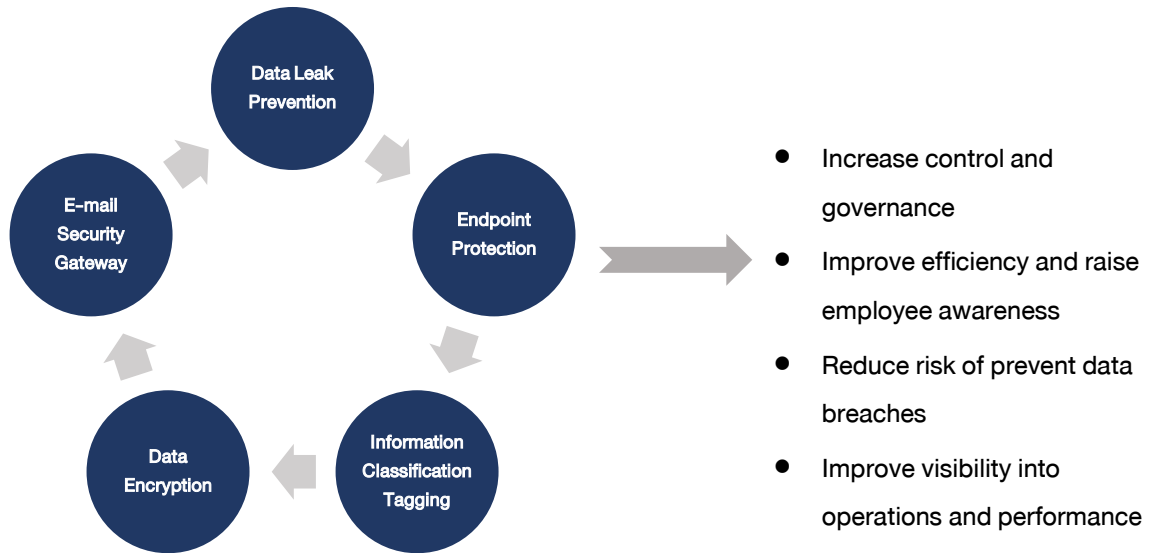 Data Leak
Prevention
Endpoint
Protection
Information
Classification
Tagging
Data
Encryption
E-mail
Security
Gateway
● Increase control and
governance
● Improve efficiency and raise
employee awareness
● Reduce risk of prevent data
breaches
● Improve visibility into
operations and performance